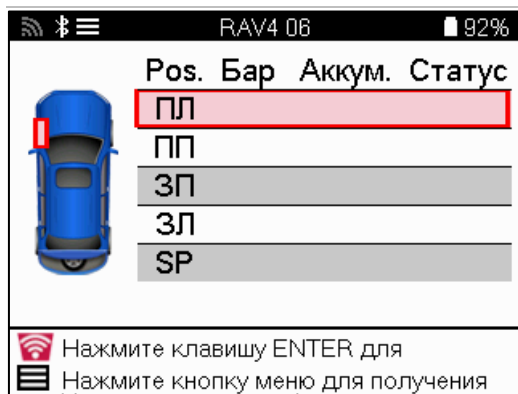 RAV4 06 92%
Pos. Бар Аккум. Статус
ПЛ
ПП
ЗП
ЗЛ
SP
Нажмите клавишу ENTER для
Нажмите кнопку меню для получения